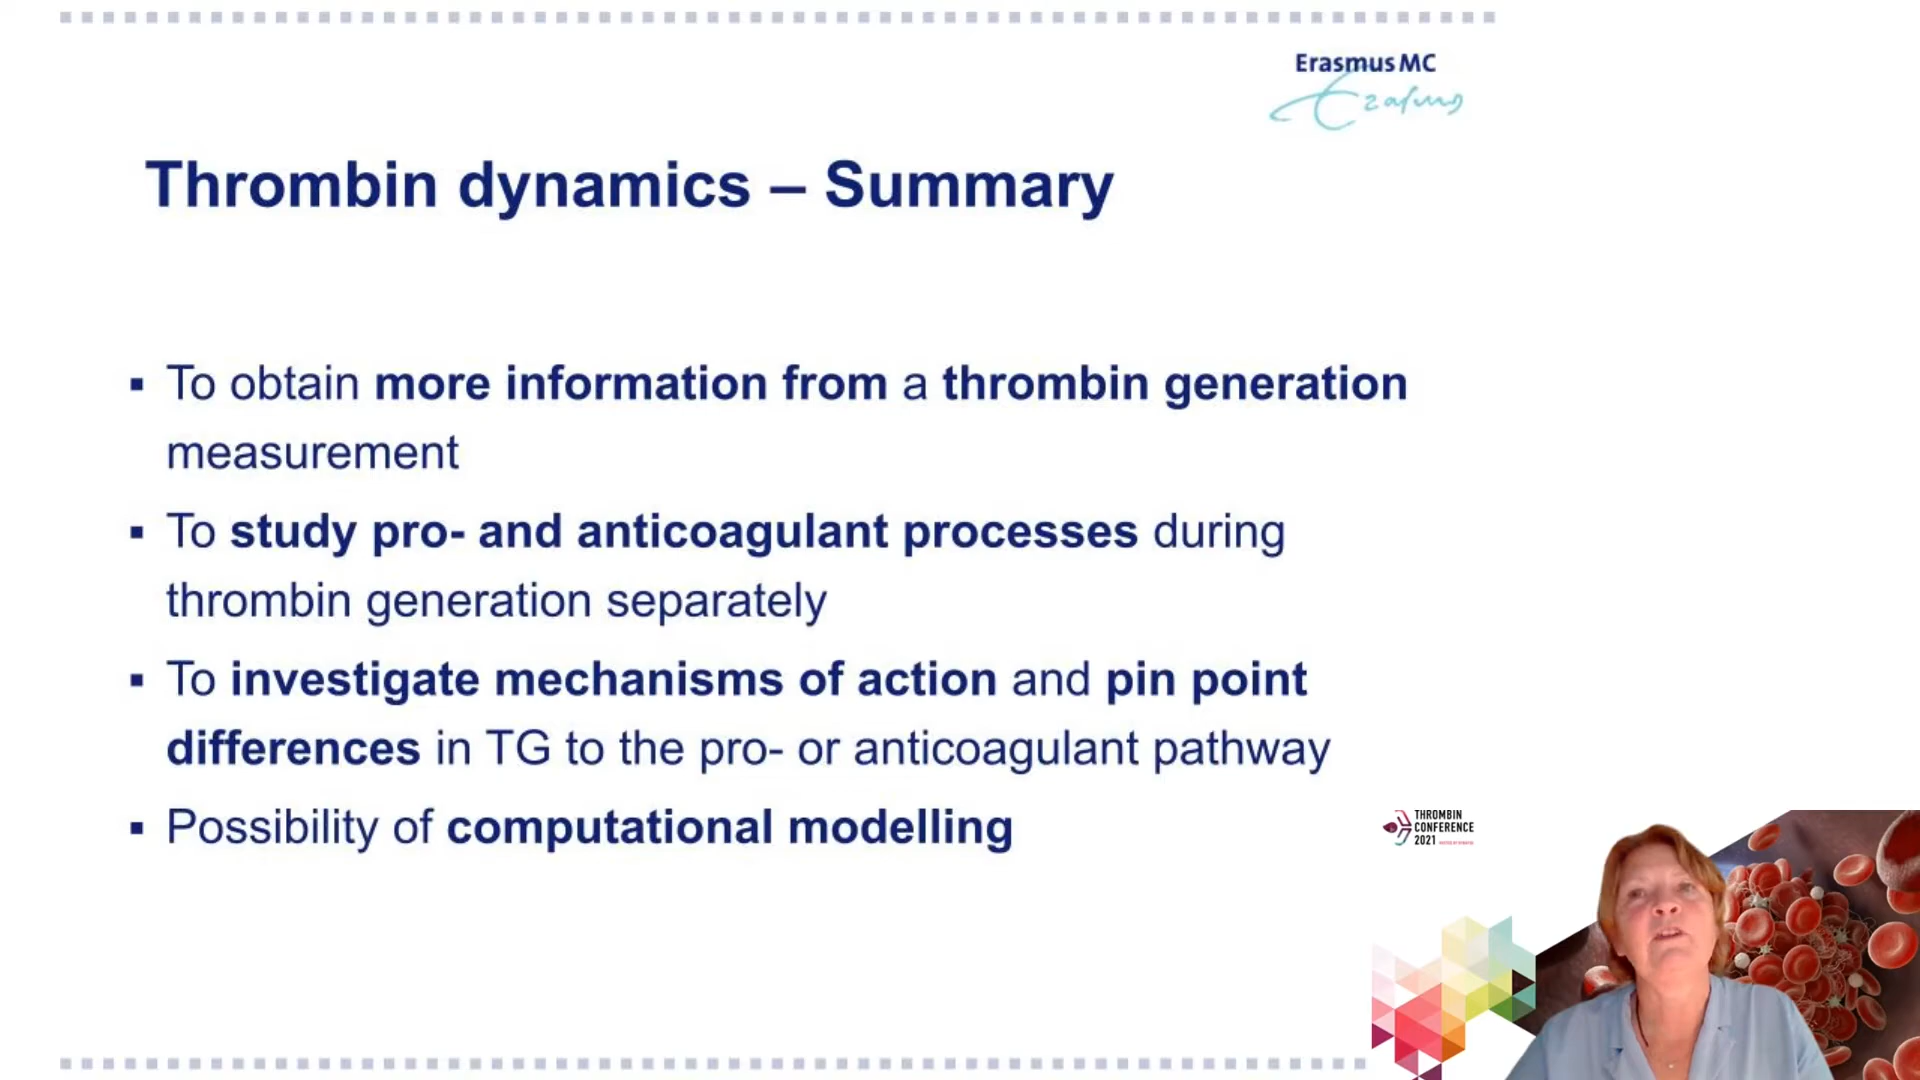 Erasmus MC
Erasmus
Thrombin dynamics – Summary
▪ To obtain more information from a thrombin generation
measurement
▪ To study pro- and anticoagulant processes during
thrombin generation separately
▪ To investigate mechanisms of action and pin point
differences in TG to the pro- or anticoagulant pathway
▪ Possibility of computational modelling
THROMBIN
CONFERENCE
2021